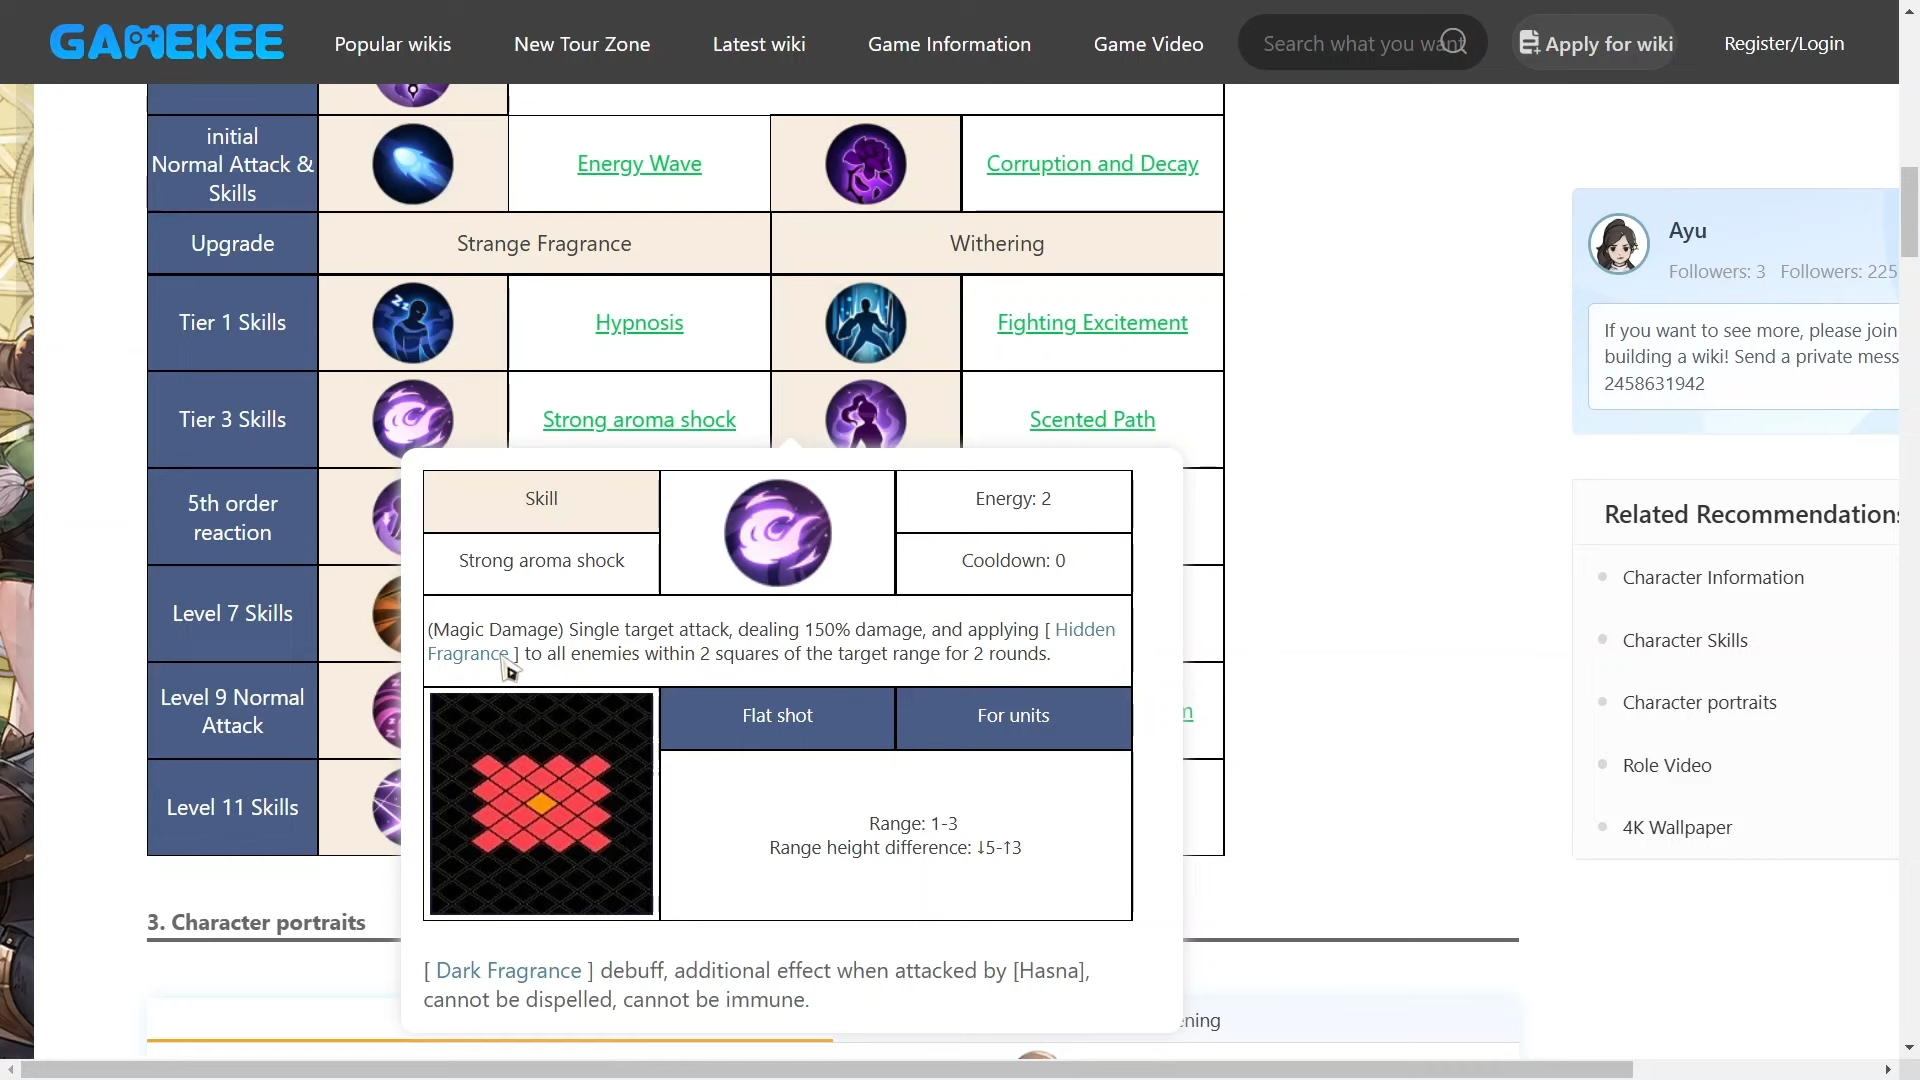 GAMEKEE
Popular wikis
New Tour Zone
Latest wiki
Game Information
Game Video
Search what you want
Apply for wiki
Register/Login
initial
Normal Attack &
Skills
Energy Wave
Corruption and Decay
Upgrade
Strange Fragrance
Withering
Tier 1 Skills
Hypnosis
Fighting Excitement
Tier 3 Skills
Strong aroma shock
Scented Path
5th order
reaction
Level 7 Skills
Level 9 Normal
Attack
Level 11 Skills
Skill
Energy: 2
Strong aroma shock
Cooldown: 0
(Magic Damage) Single target attack, dealing 150% damage, and applying [ Hidden
Fragrance ] to all enemies within 2 squares of the target range for 2 rounds.
Flat shot
For units
Range: 1-3
Range height difference: ↓5-↑3
[ Dark Fragrance ] debuff, additional effect when attacked by [Hasna],
cannot be dispelled, cannot be immune.
3. Character portraits
Ayu
Followers: 3 Followers: 225
If you want to see more, please join
building a wiki! Send a private mess
2458631942
Related Recommendations
Character Information
Character Skills
Character portraits
Role Video
4K Wallpaper